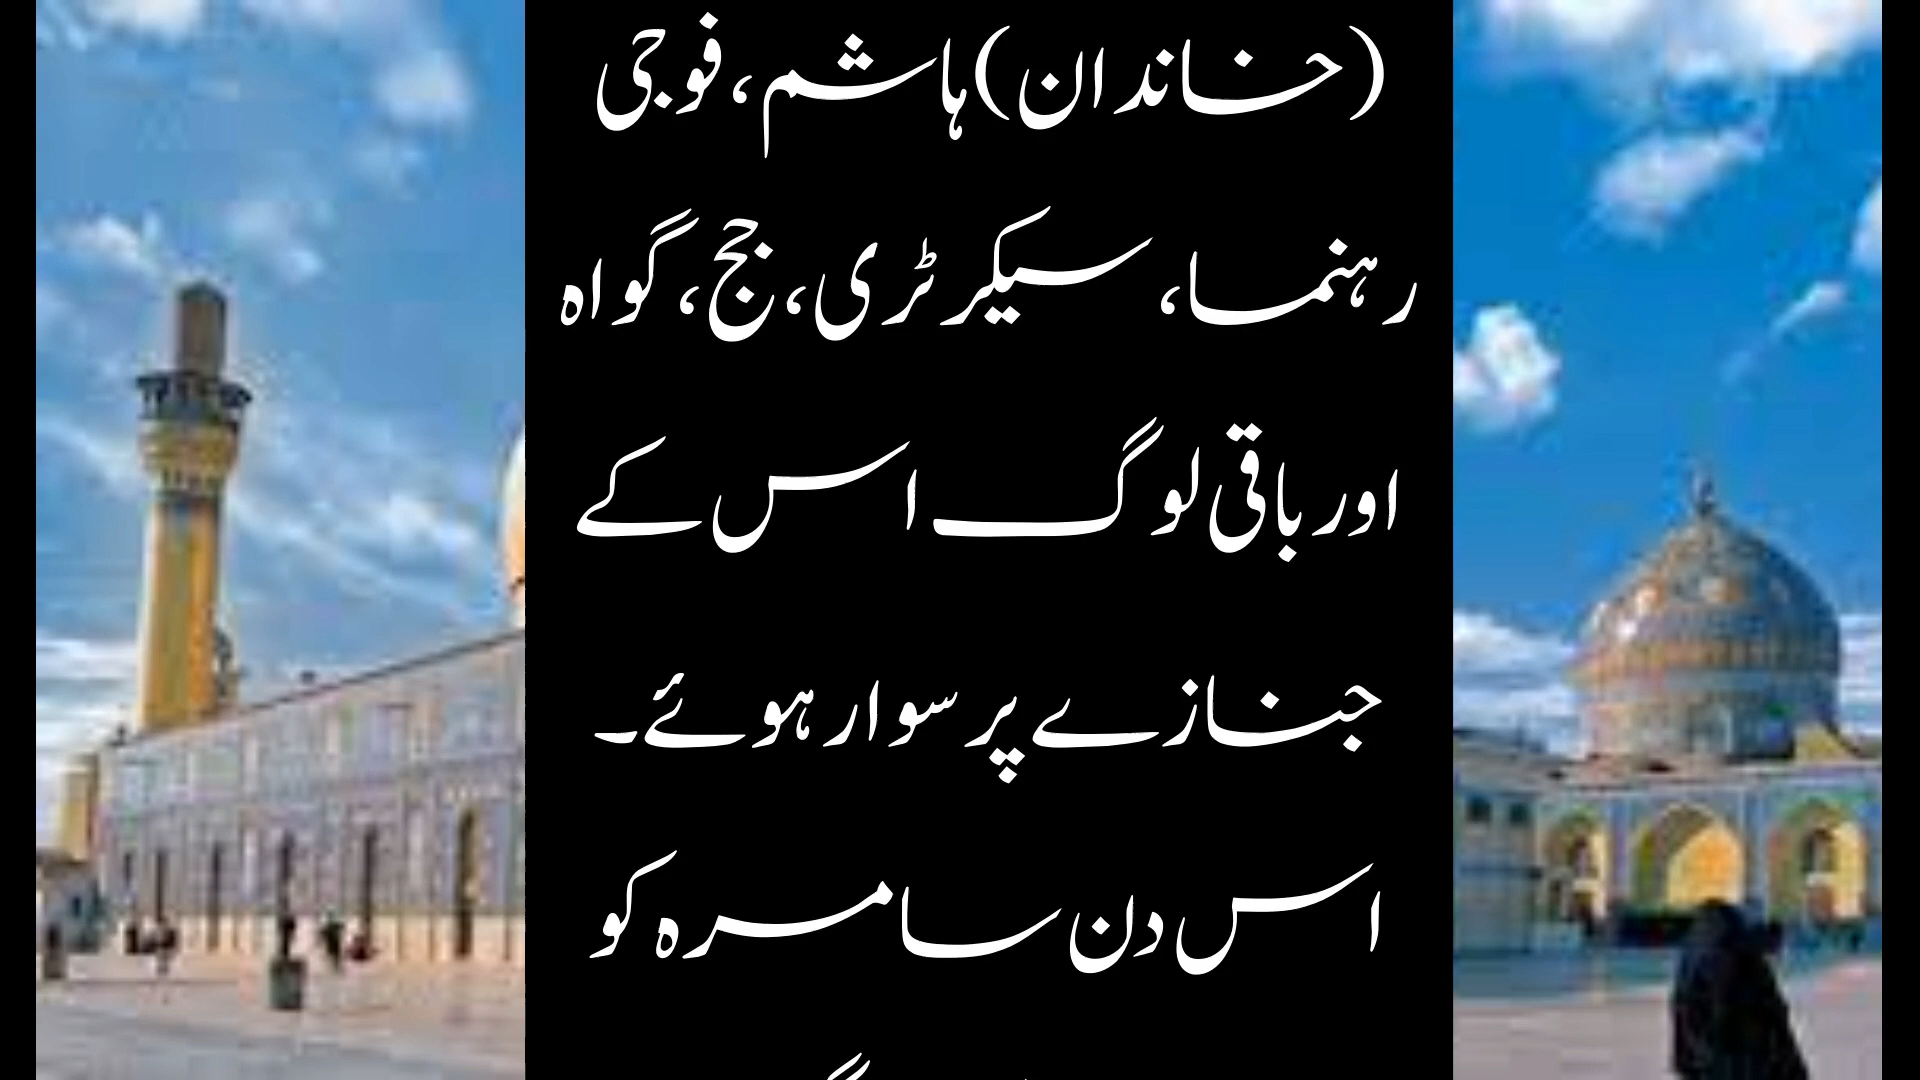 (خاندان) ہاشم، فوجی
رہنما، سیکرٹری، جج، گواہ
اور باقی لوگ اس کے
جنازے پر سوار ہوئے۔
اس دن سامرہ کو